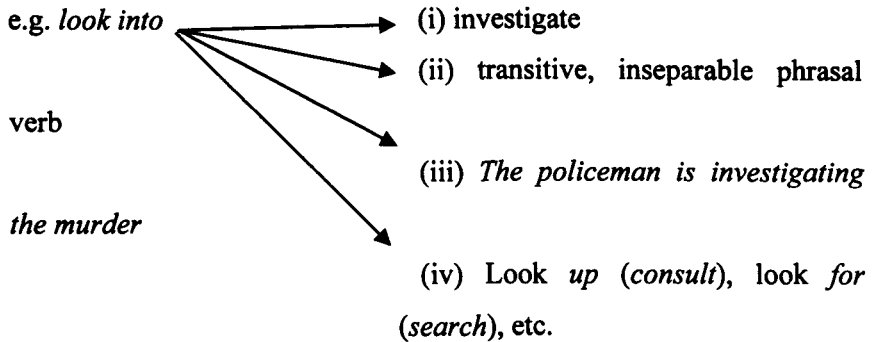 e.g. look into (i) investigate
(ii) transitive, inseparable phrasal
verb
(iii) The policeman is investigating
the murder
(iv) Look up (consult), look for
(search), etc.